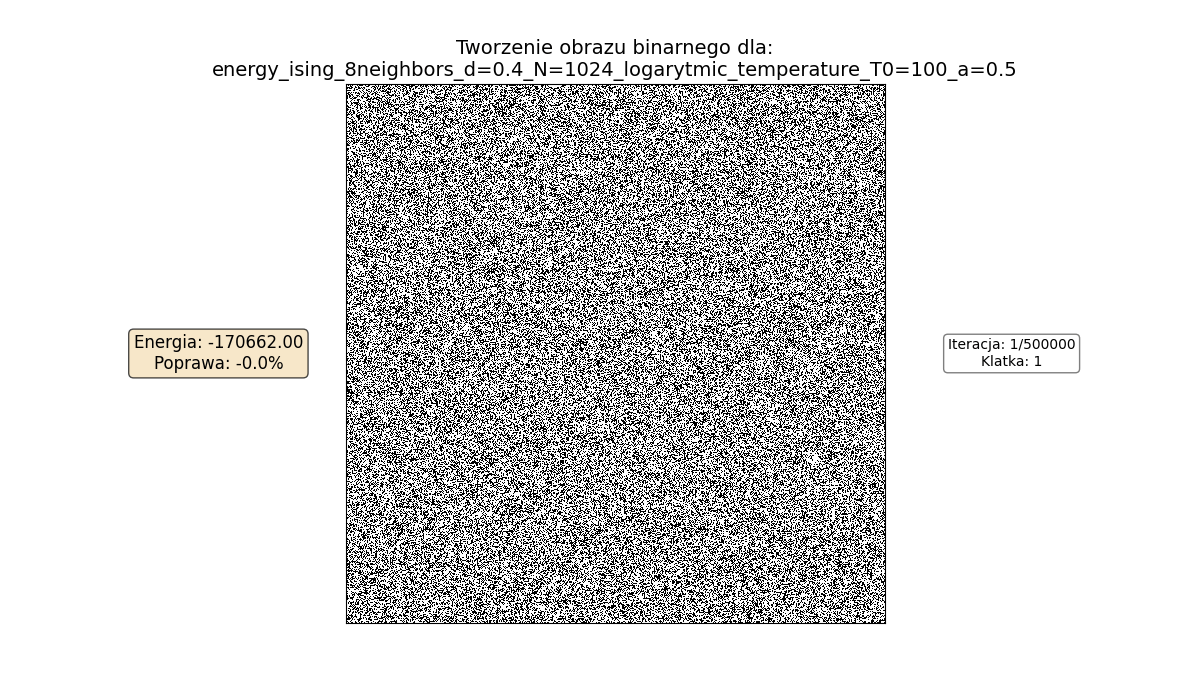 Tworzenie obrazu binarnego dla:
energy_ising_8neighbors_d=0.4_N=1024_logarytmic_temperature_T0=100_a=0.5
Energia: -170662.00
Poprawa: -0.0%
Iteracja: 1/500000
Klatka: 1